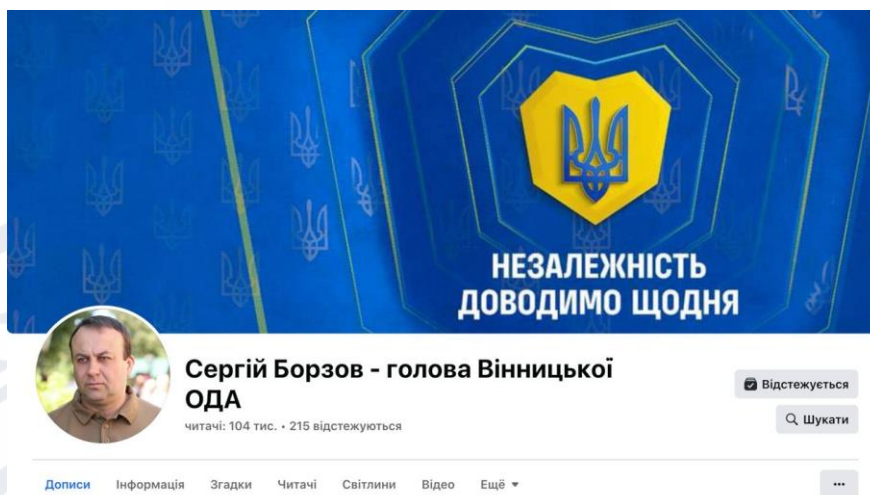 НЕЗАЛЕЖНІСТЬ
ДОВОДИМО ЩОДНЯ
Сергій Борзов - голова Вінницької
ОДА
читачі: 104 тис. • 215 відстежуються
Відстежується
Шукати
Дописи Інформація Згадки Читачі Світлини Відео Ещё